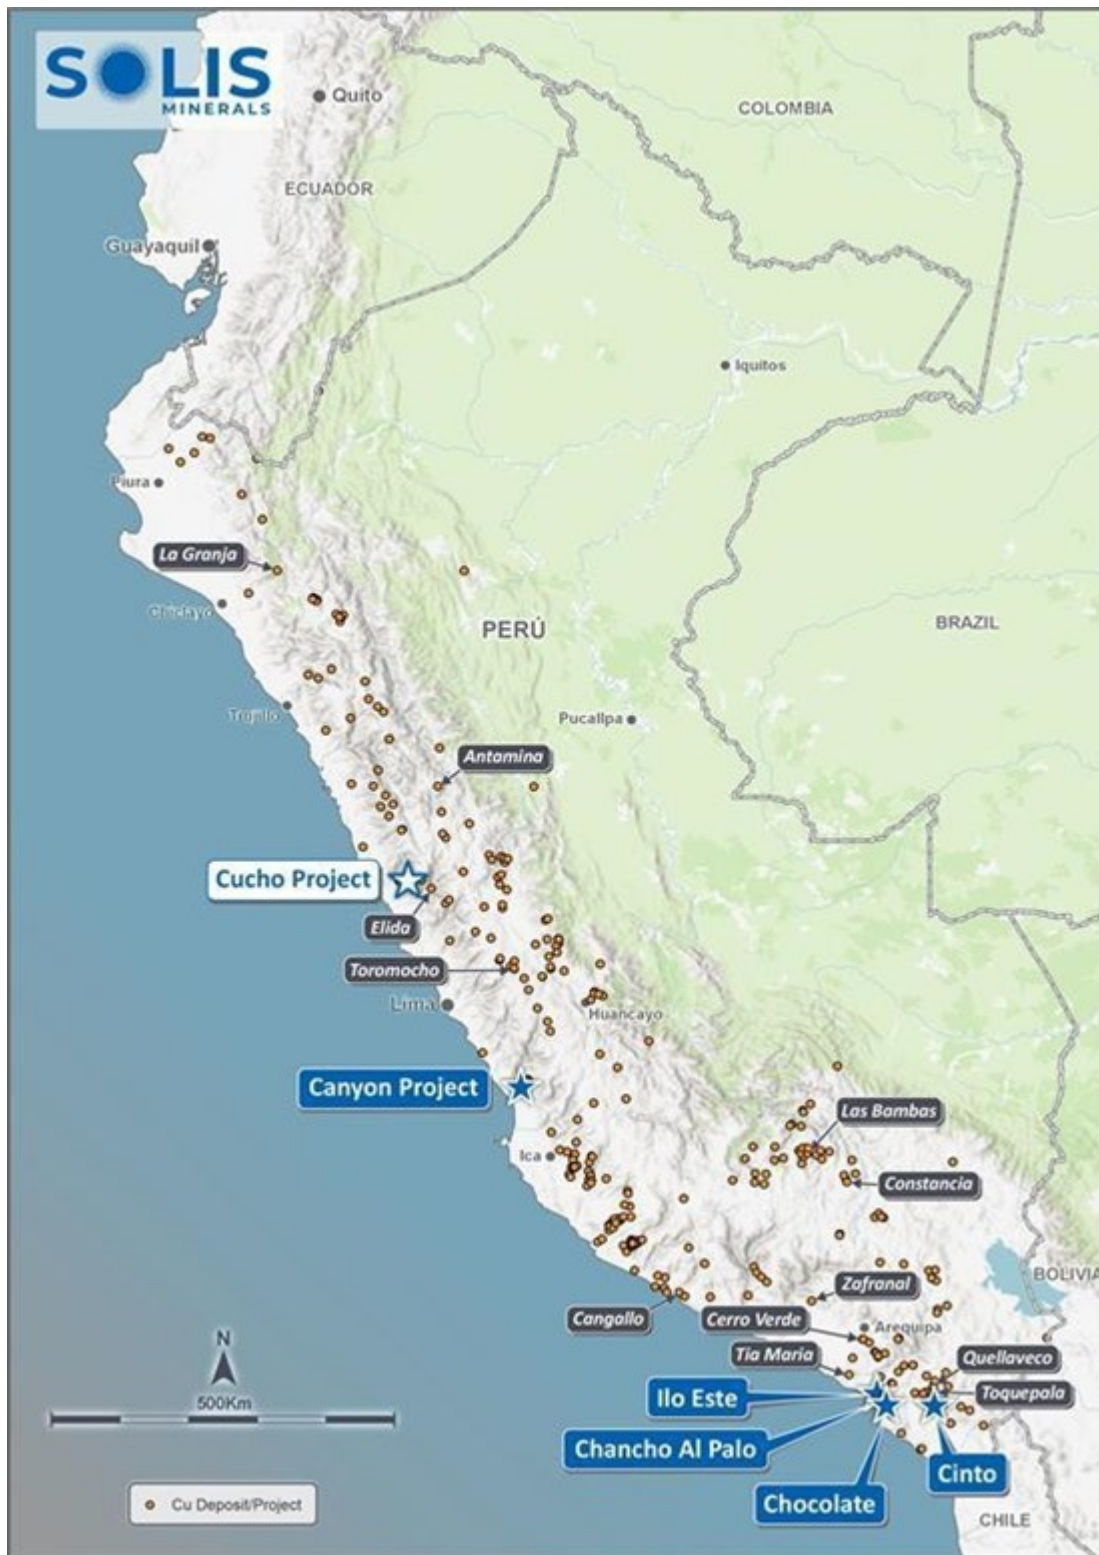 SOLIS
MINERALS
Quito
COLOMBIA
ECUADOR
Guayaquil
Iquitos
Piura
La Granja
Chiclayo
PERÚ
BRAZIL
Trujillo
Pucallpa
Antamina
Cucho Project
Elida
Toromocho
Lima
Huancayo
Canyon Project
Las Bambas
Ica
Constancia
BOLIVIA
Zafranal
Cangallo
Cerro Verde
Arequipa
Tia Maria
Quellaveco
Ilo Este
Toquepala
N
500Km
Chancho Al Palo
Cinto
Chocolate
Cu Deposit/Project
CHILE